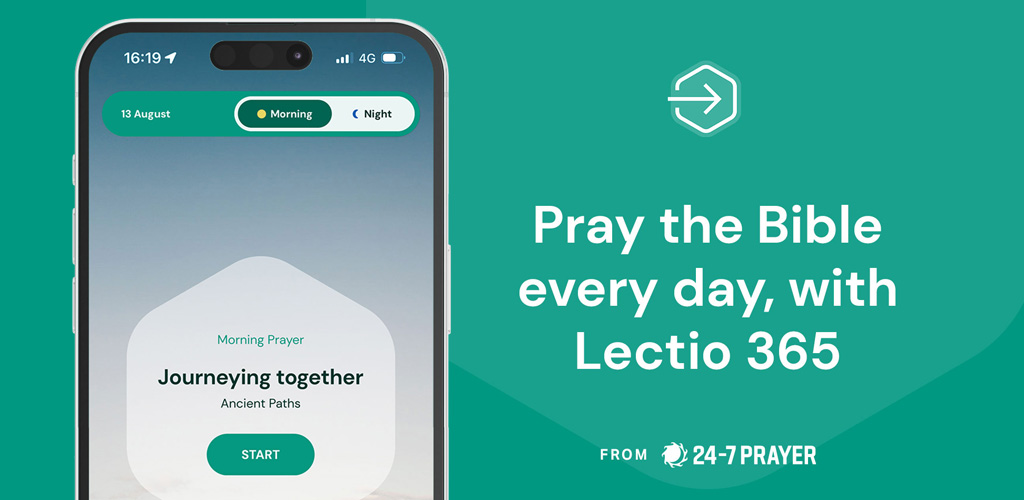 16:19
4G
13 August
Morning
Night
Morning Prayer
Journeying together
Ancient Paths
START
Pray the Bible
every day, with
Lectio 365
FROM 24-7 PRAYER